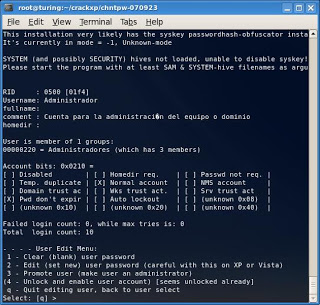 root@turing:~/crackxp/chntpw-070923
File Edit View Terminal Tabs Help
This installation very likely has the syskey passwordhash-obfuscator insta
It's currently in mode = -1, Unknown-mode
SYSTEM (and possibly SECURITY) hives not loaded, unable to disable syskey!
Please start the program with at least SAM & SYSTEM-hive filenames as argu
RID : 0500 [01f4]
Username: Administrador
fullname:
comment : Cuenta para la administraci�n del equipo o dominio
homedir :
User is member of 1 groups:
00000220 = Administradores (which has 3 members)
Account bits: 0x0210 =
[ ] Disabled | [ ] Homedir req. | [ ] Passwd not req. |
[ ] Temp. duplicate | [X] Normal account | [ ] NMS account |
[ ] Domain trust ac | [ ] Wks trust act. | [ ] Srv trust act |
[X] Pwd don't expir | [ ] Auto lockout | [ ] (unknown 0x08) |
[ ] (unknown 0x10) | [ ] (unknown 0x20) | [ ] (unknown 0x40) |
Failed login count: 0, while max tries is: 0
Total login count: 10
- - - - User Edit Menu:
1 - Clear (blank) user password
2 - Edit (set new) user password (careful with this on XP or Vista)
3 - Promote user (make user an administrator)
(4 - Unlock and enable user account) [seems unlocked already]
q - Quit editing user, back to user select
Select: [q] >